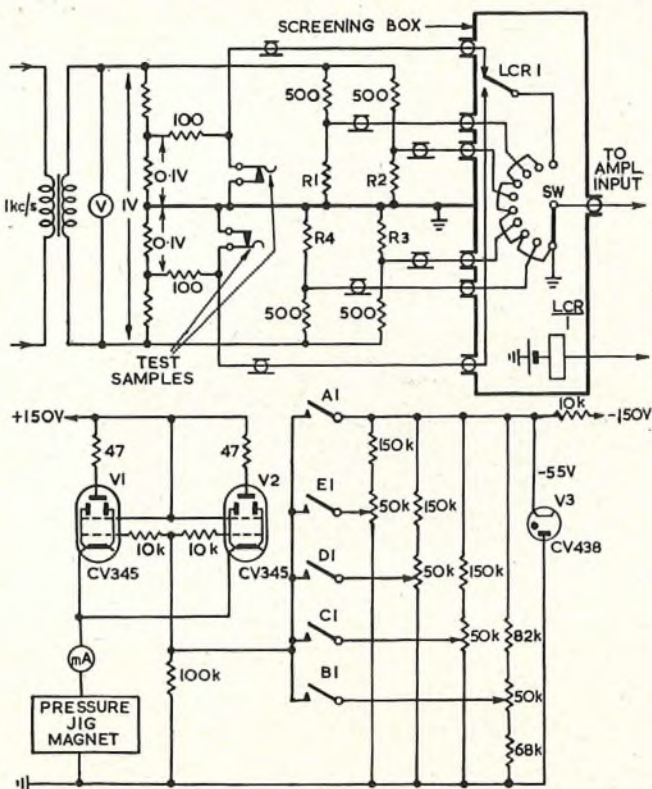 SCREENING BOX
LCR 1
500
500
100
TO
AMPL.
INPUT
1kc/s
V
1V
0·1V
R1
R2
SW
0·1V
R4
R3
100
500
500
LCR
1
TEST
SAMPLES
+150V
A1
10k
-150V
47
47
150k
-55V
V1
V2
V3
E1
50k
150k
10k
10k
CV345
CV345
CV438
D1
50k
150k
mA
C1
50k
82k
100k
B1
50k
PRESSURE
JIG
MAGNET
68k